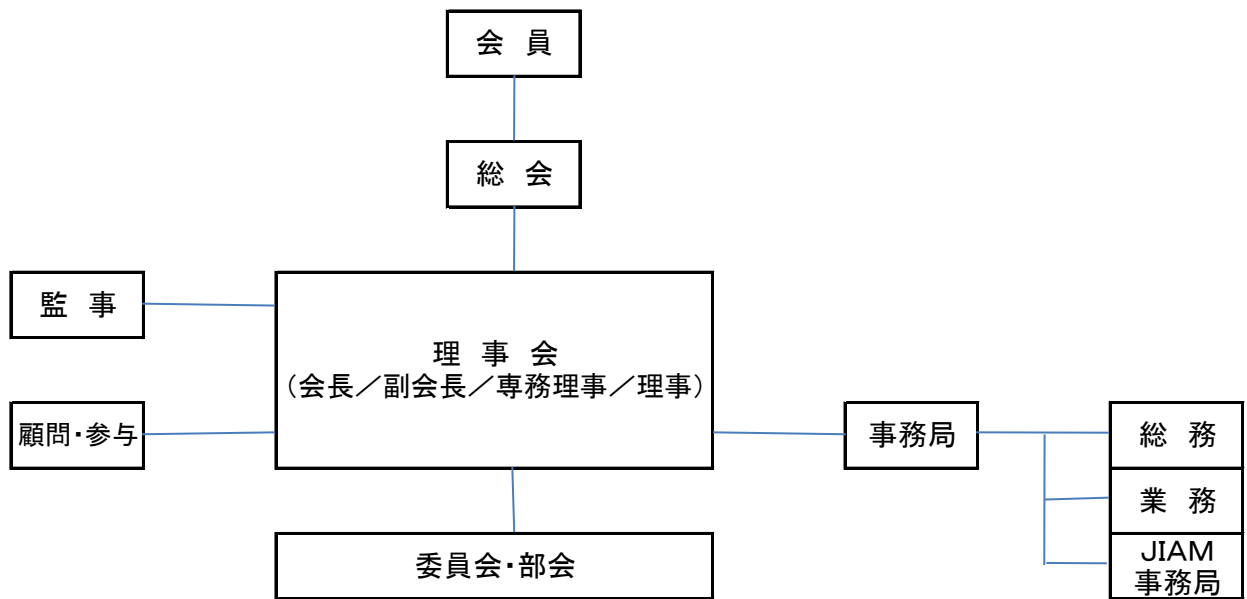 会 員
総 会
監 事
理 事 会
(会長／副会長／専務理事／理事)
顧問・参与
事務局
総 務
業 務
JIAM
事務局
委員会・部会